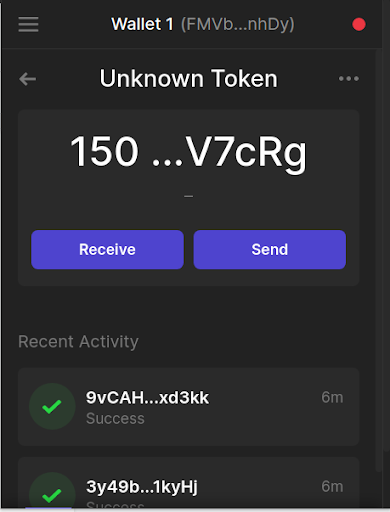 Wallet 1 (FMVb...nhDy)
Unknown Token
150 ...V7cRg
–
Receive Send
Recent Activity
9vCAH...xd3kk 6m
Success
3y49b...1kyHj 6m
Success